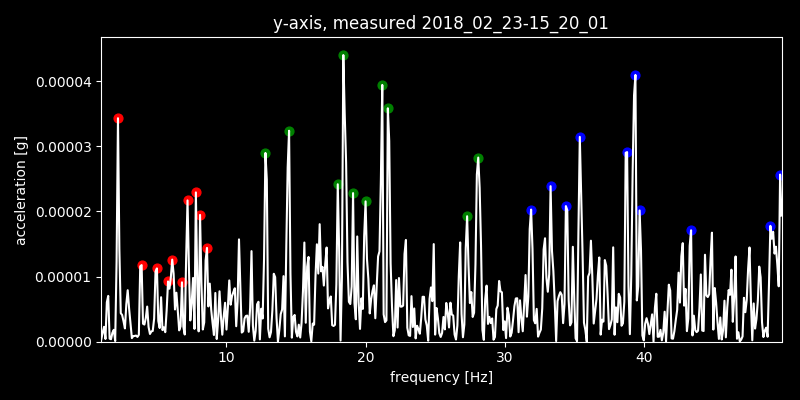 y-axis, measured 2018_02_23-15_20_01
acceleration [g]
0.00004
0.00003
0.00002
0.00001
0.00000
10 20 30 40
frequency [Hz]